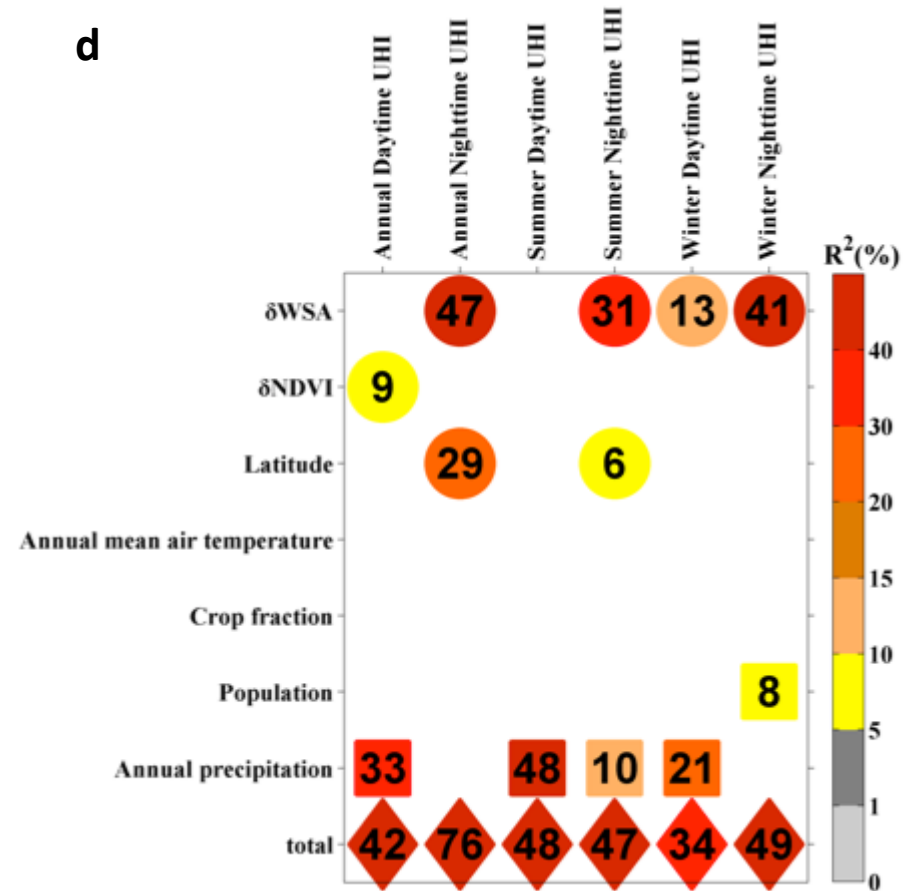 d
Annual Daytime UHI
Annual Nighttime UHI
Summer Daytime UHI
Summer Nighttime UHI
Winter Daytime UHI
Winter Nighttime UHI
R²(%)
δWSA 47 31 13 41
δNDVI 9
Latitude 29 6
Annual mean air temperature
Crop fraction
Population 8
Annual precipitation 33 48 10 21
total 42 76 48 47 34 49
40
30
20
15
10
5
1
0